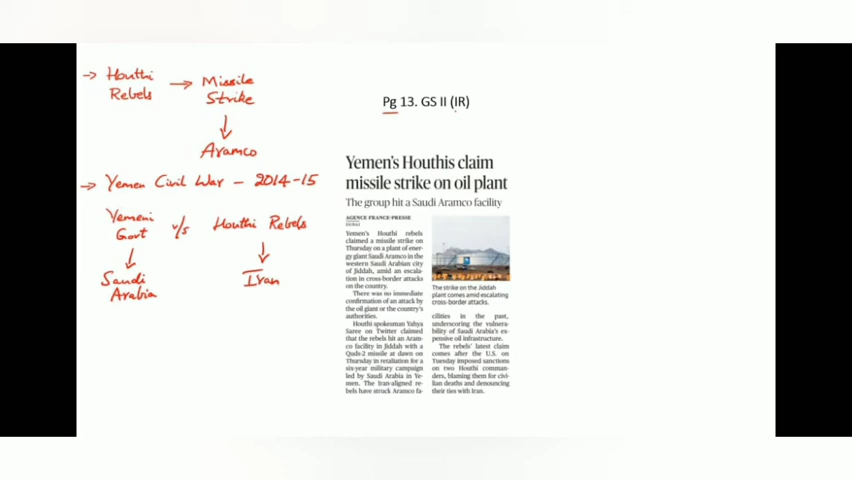 → Houthi Rebels → Missile Strike
↓
Aramco
→ Yemen Civil War - 2014-15
Yemeni Govt v/s Houthi Rebels
↓ ↓
Saudi Arabia Iran
Pg 13. GS II (IR)
Yemen's Houthis claim
missile strike on oil plant
The group hit a Saudi Aramco facility
AGENCE FRANCE-PRESSE
DUBAI
Yemen's Houthi rebels
claimed a missile strike on
Thursday on a plant of ener-
gy giant Saudi Aramco in the
western Saudi Arabian city
of Jiddah, amid an escala-
tion in cross-border attacks
on the country.
There was no immediate
confirmation of an attack by
the oil giant or the country's
authorities.
Houthi spokesman Yahya
Saree on Twitter claimed
that the rebels hit an Aram-
co facility in Jiddah with a
Quds-2 missile at dawn on
Thursday in retaliation for a
six-year military campaign
led by Saudi Arabia in Ye-
men. The Iran-aligned re-
bels have struck Aramco fa-
The strike on the Jiddah
plant comes amid escalating
cross-border attacks.
cilities in the past,
underscoring the vulnera-
bility of Saudi Arabia's ex-
pensive oil infrastructure.
The rebels' latest claim
comes after the U.S. on
Tuesday imposed sanctions
on two Houthi comman-
ders, blaming them for civi-
lian deaths and denouncing
their ties with Iran.